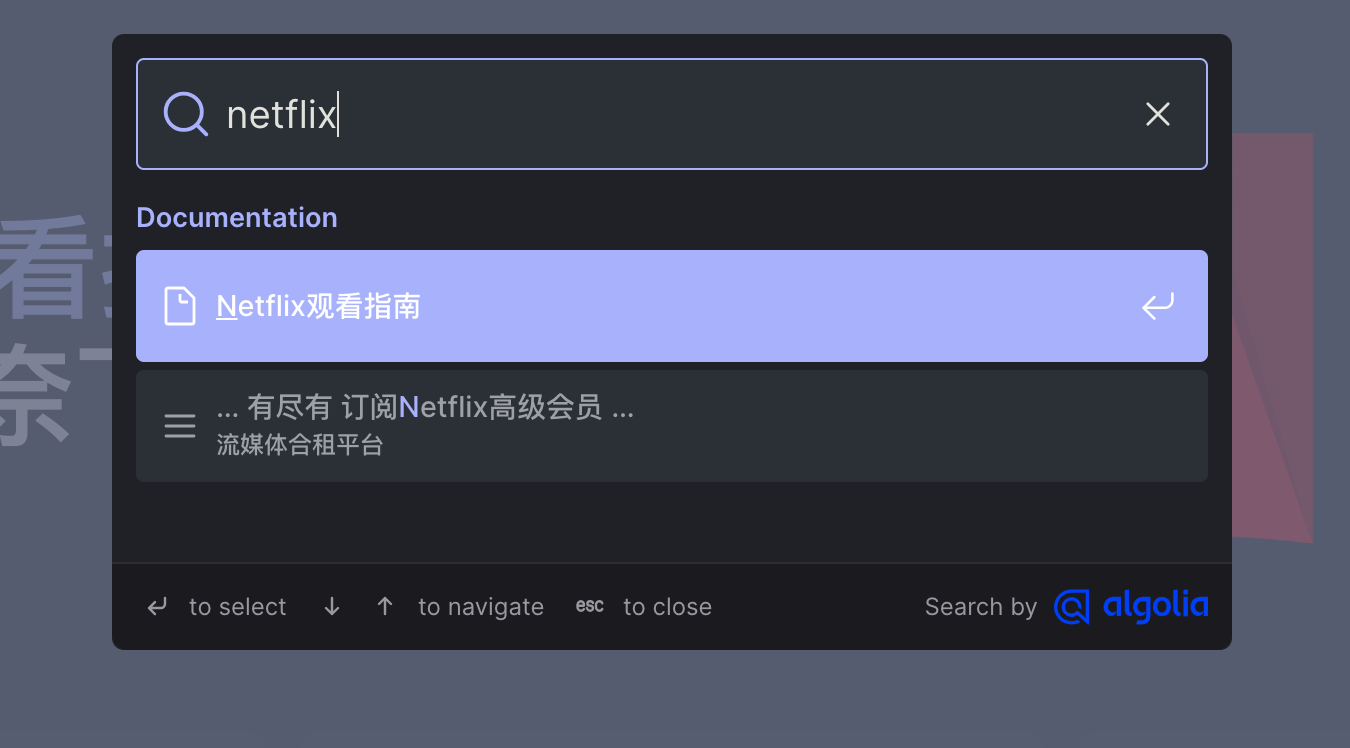 netflix
Documentation
Netflix观看指南
... 有尽有 订阅Netflix高级会员 ...
流媒体合租平台
to select
to navigate
esc to close
Search by algolia
看
奈